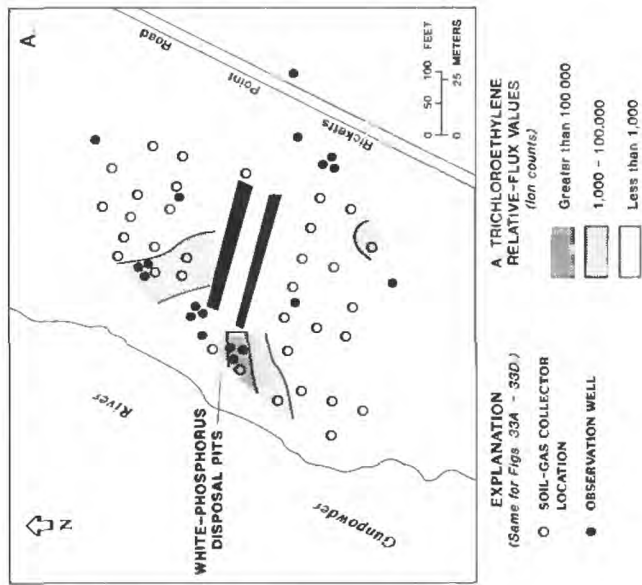 A.
N
River
Gunpowder
WHITE-PHOSPHORUS
DISPOSAL PITS
Ricketts Point Road
0 50 100 FEET
0 25 METERS
EXPLANATION
(Same for Figs. 33A - 33D.)
SOIL-GAS COLLECTOR
LOCATION
OBSERVATION WELL
A TRICHLOROETHYLENE
RELATIVE-FLUX VALUES
(Ion counts)
Greater than 100 000
1,000 - 100,000
Less than 1,000